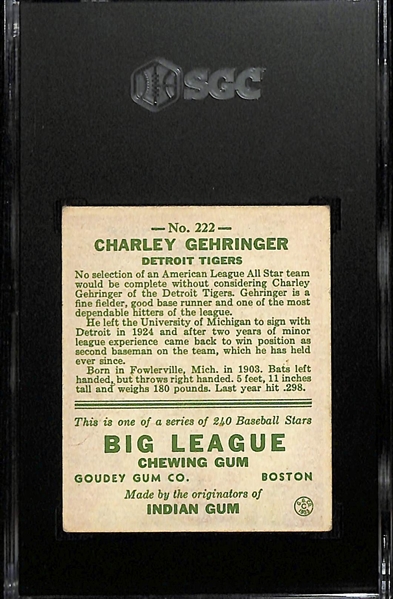 SGC
— No. 222 —
CHARLEY GEHRINGER
DETROIT TIGERS
No selection of an American League All Star team
would be complete without considering Charley
Gehringer of the Detroit Tigers. Gehringer is a
fine fielder, good base runner and one of the most
dependable hitters of the league.
He left the University of Michigan to sign with
Detroit in 1924 and after two years of minor
league experience came back to win position as
second baseman on the team, which he has held
ever since.
Born in Fowlerville, Mich. in 1903. Bats left
handed, but throws right handed. 5 feet, 11 inches
tall and weighs 180 pounds. Last year hit .298.
This is one of a series of 240 Baseball Stars
BIG LEAGUE
CHEWING GUM
GOUDEY GUM CO. BOSTON
Made by the originators of
INDIAN GUM